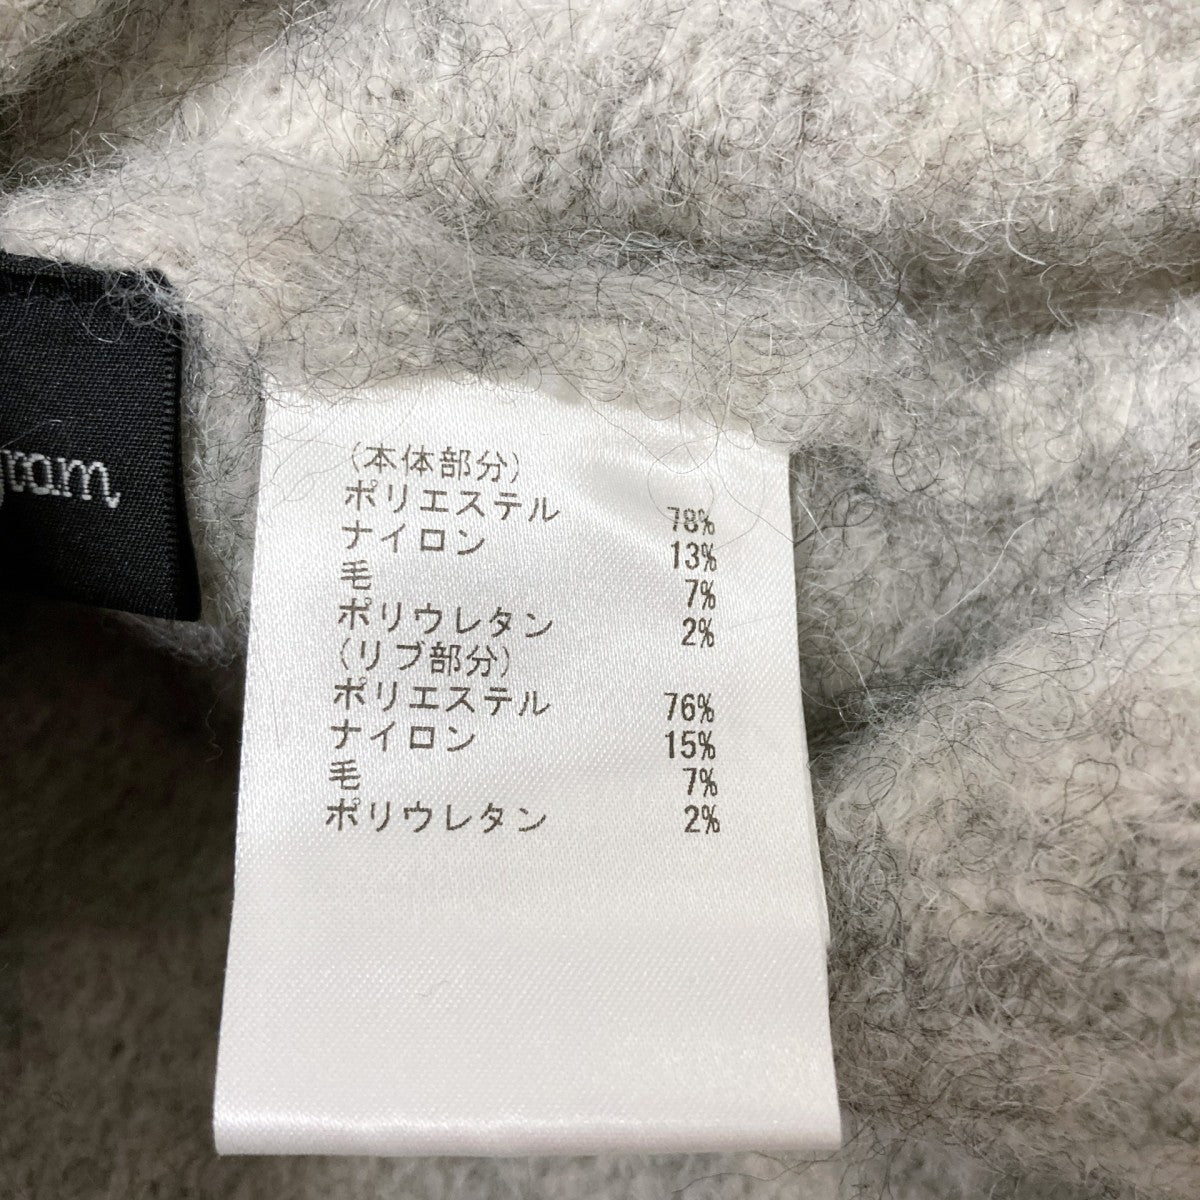 gram
(本体部分)
ポリエステル 78%
ナイロン 13%
毛 7%
ポリウレタン 2%
(リブ部分)
ポリエステル 76%
ナイロン 15%
毛 7%
ポリウレタン 2%